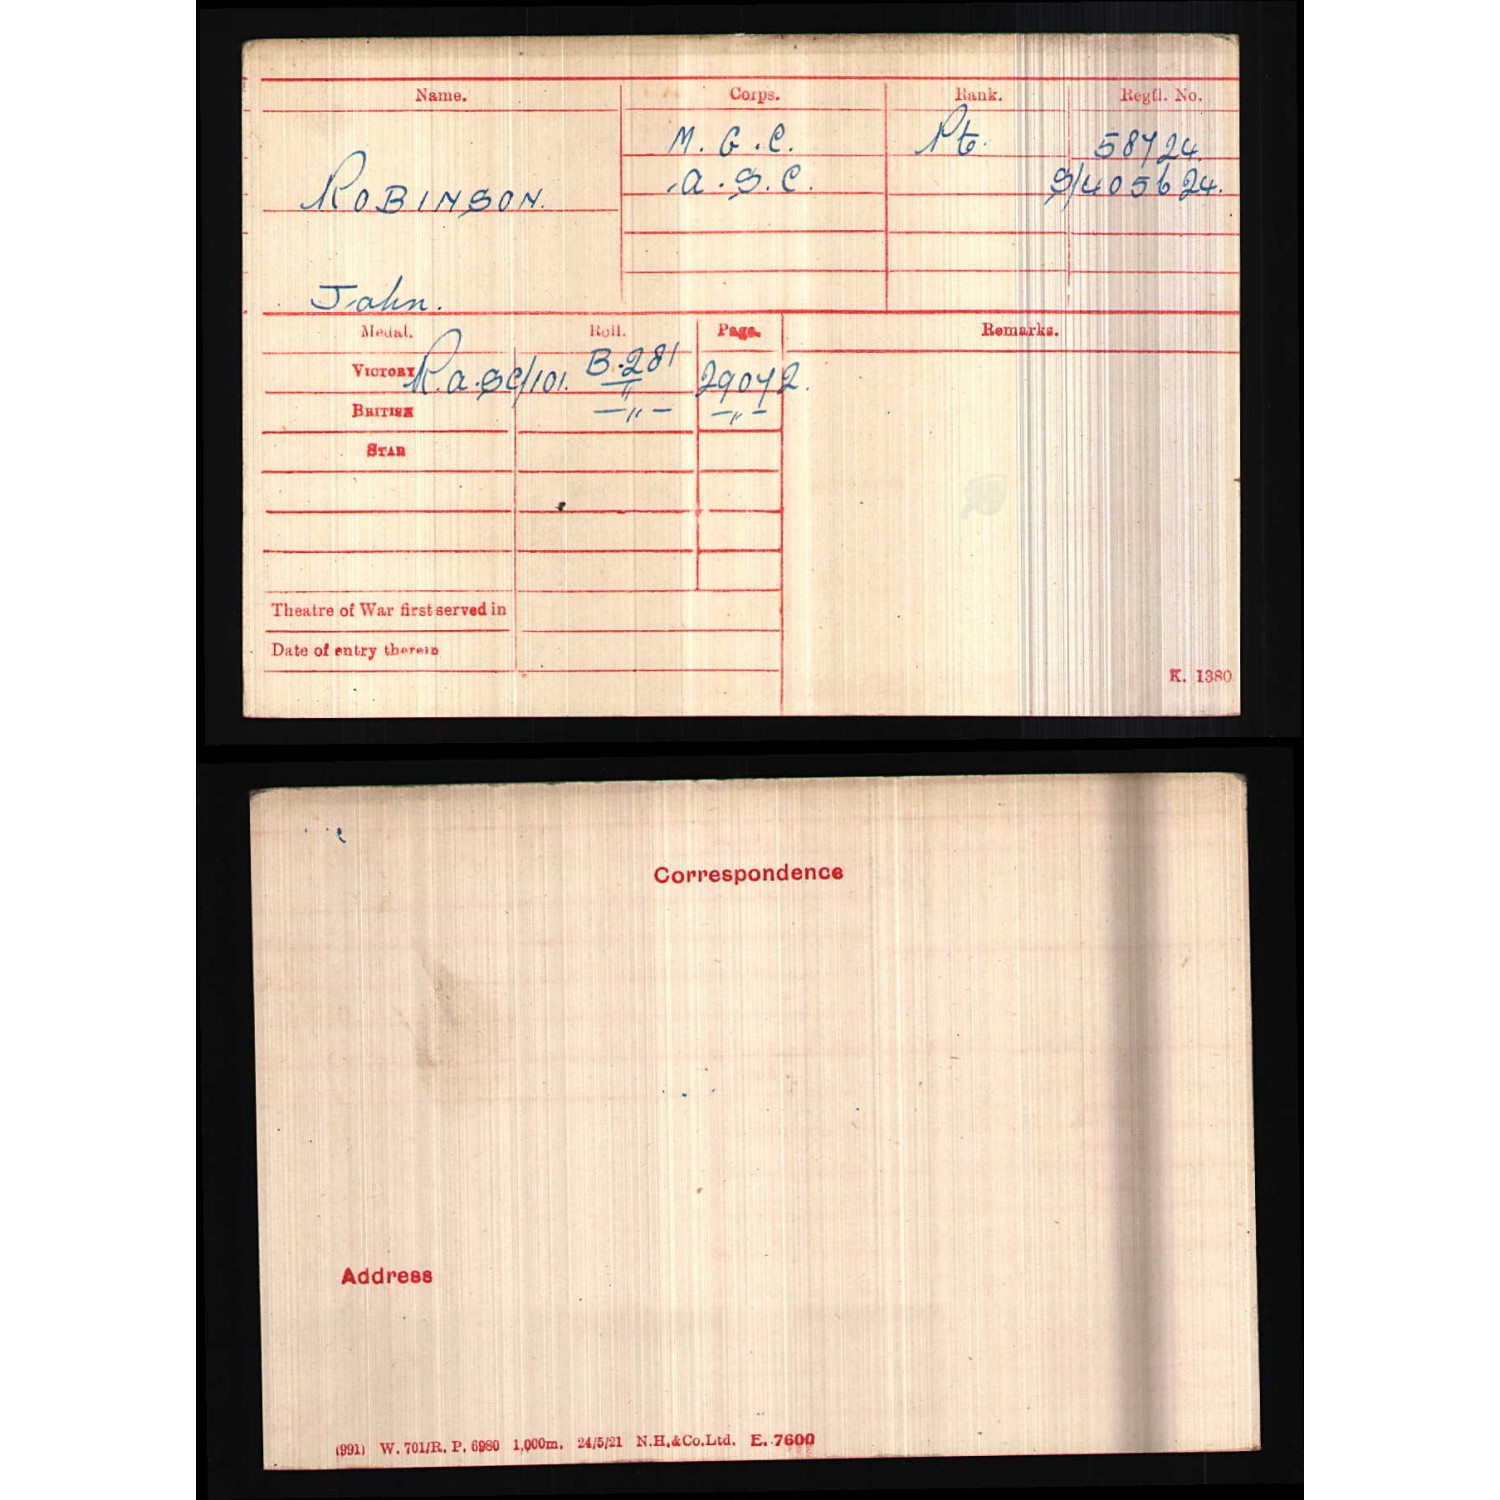 Name. Corps. Rank. Regtl. No.
M. G. C. Pte. 58724.
ROBINSON. A. S. C. S/405624.
John.
Medal. Roll. Page. Remarks.
VICTORY R.A.S.C/101. B.281 29072.
BRITISH —„— —„—
STAR
Theatre of War first served in
Date of entry therein
K. 1380
Correspondence
Address
(991) W. 701/R. P. 6980 1,000m. 24/5/21 N.H.&Co.Ltd. E. 7600